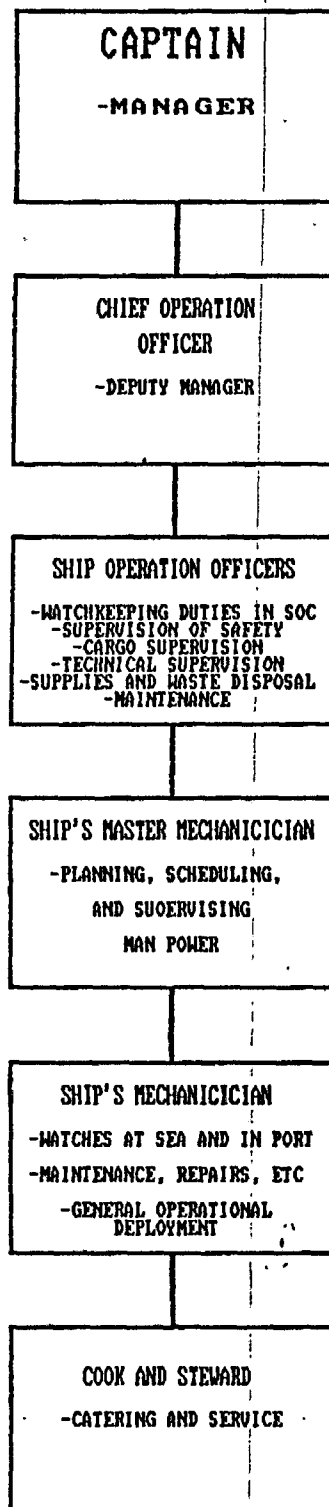 CAPTAIN
-MANAGER
CHIEF OPERATION
OFFICER
-DEPUTY MANAGER
SHIP OPERATION OFFICERS
-WATCHKEEPING DUTIES IN SOC
-SUPERVISION OF SAFETY
-CARGO SUPERVISION
-TECHNICAL SUPERVISION
-SUPPLIES AND WASTE DISPOSAL
-MAINTENANCE
SHIP'S MASTER MECHANICICIAN
-PLANNING, SCHEDULING,
AND SUOERVISING
MAN POWER
SHIP'S MECHANICICIAN
-WATCHES AT SEA AND IN PORT
-MAINTENANCE, REPAIRS, ETC
-GENERAL OPERATIONAL
DEPLOYMENT
COOK AND STEWARD
-CATERING AND SERVICE